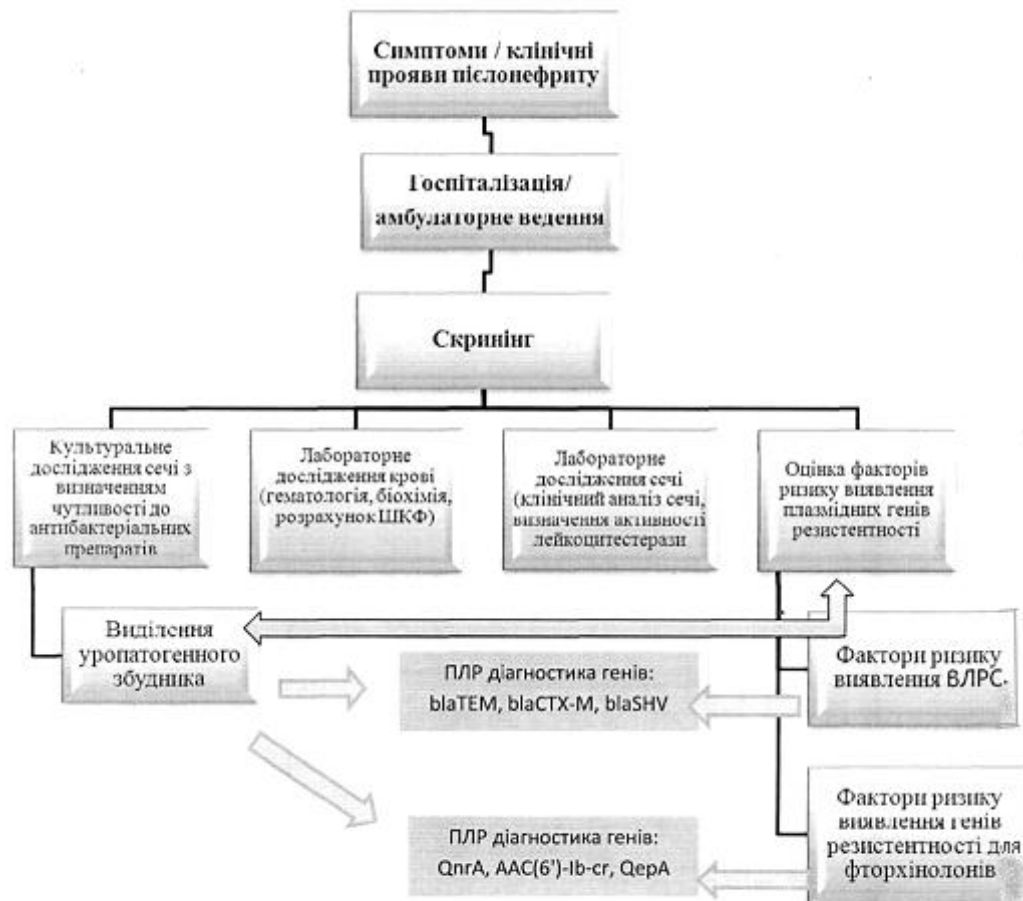 Симптоми / клінічні
прояви пієлонефриту
Госпіталізація/
амбулаторне ведення
Скринінг
Культуральне
дослідження сечі з
визначенням
чутливості до
антибактеріальних
препаратів
Лабораторне
дослідження крові
(гематологія, біохімія,
розрахунок ШКФ)
Лабораторне
дослідження сечі
(клінічний аналіз сечі,
визначення активності
лейкоцитестерази
Оцінка факторів
ризику виявлення
плазмідних генів
резистентності
Виділення
уропатогенного
збудника
ПЛР діагностика генів:
blaTEM, blaCTX-M, blaSHV
Фактори ризику
виявлення ВЛРС.
ПЛР діагностика генів:
QnrA, AAC(6')-Ib-cr, QepA
Фактори ризику
виявлення генів
резистентності для
фторхінолонів